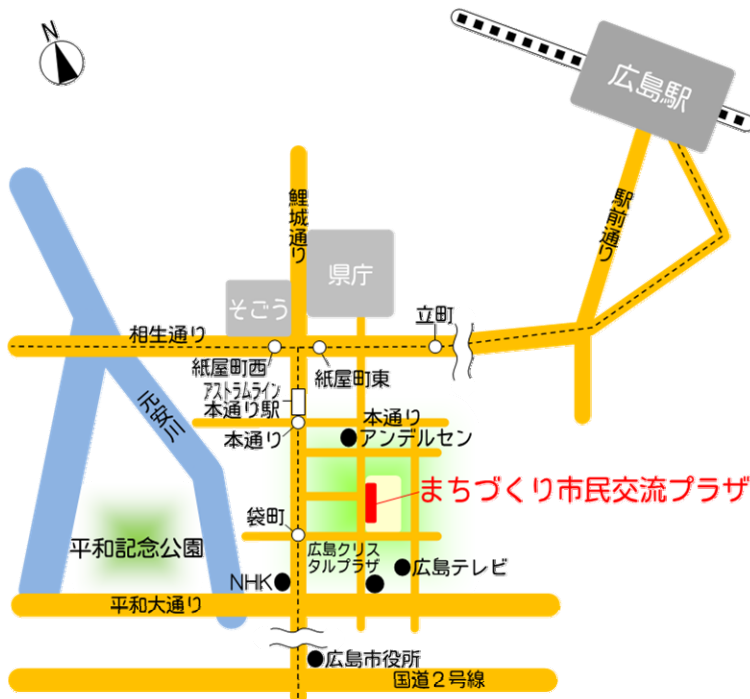 N
広島駅
鯉城通り
駅前通り
県庁
そごう
立町
相生通り
紙屋町西
紙屋町東
アストラムライン
本通り駅
本通り
本通り
アンデルセン
元安川
まちづくり市民交流プラザ
袋町
平和記念公園
広島クリス
タルプラザ
広島テレビ
NHK
平和大通り
広島市役所
国道2号線